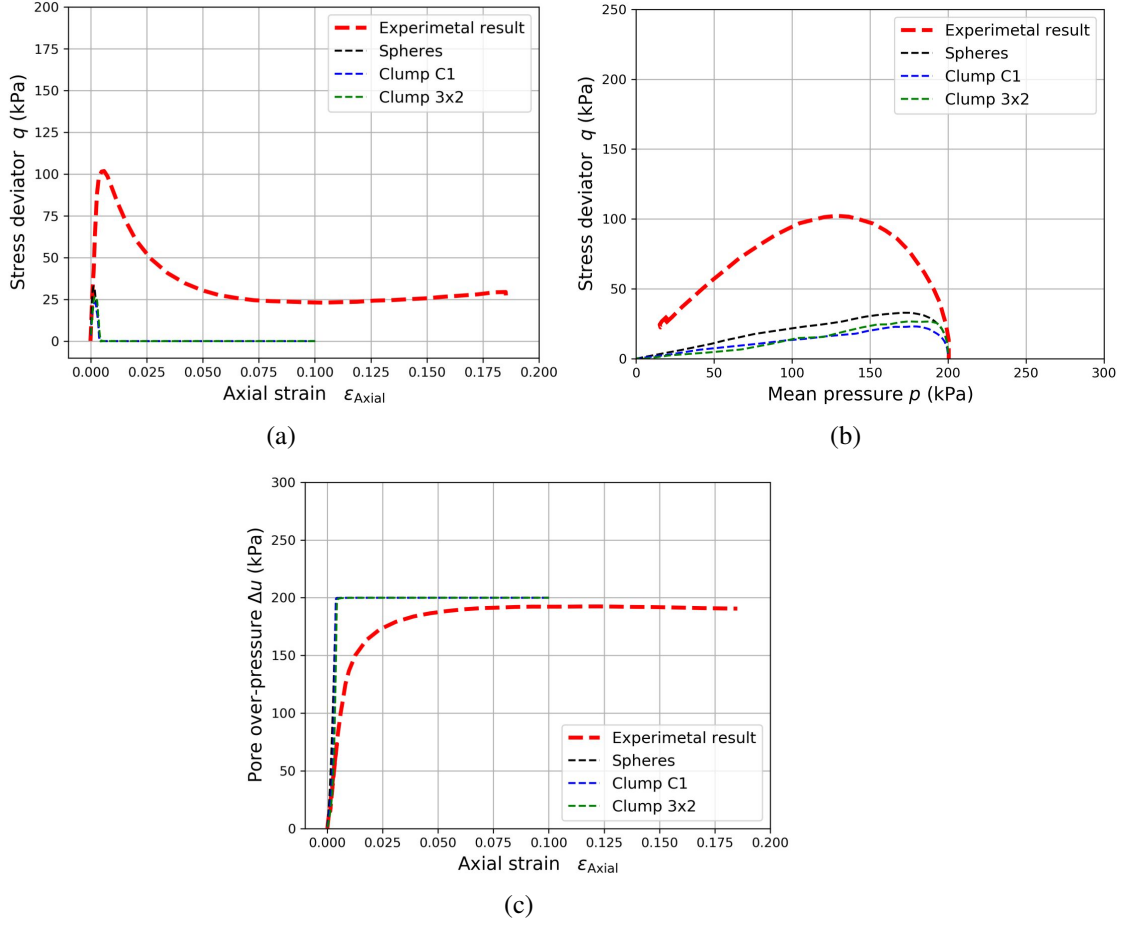 200
175
150
125
100
75
50
25
0
Stress deviator q (kPa)
Experimetal result
Spheres
Clump C1
Clump 3x2
0.000 0.025 0.050 0.075 0.100 0.125 0.150 0.175 0.200
Axial strain ε_Axial
(a)
250
200
150
100
50
0
Stress deviator q (kPa)
Experimetal result
Spheres
Clump C1
Clump 3x2
0 50 100 150 200 250 300
Mean pressure p (kPa)
(b)
300
250
200
150
100
50
0
Pore over-pressure Δu (kPa)
Experimetal result
Spheres
Clump C1
Clump 3x2
0.000 0.025 0.050 0.075 0.100 0.125 0.150 0.175 0.200
Axial strain ε_Axial
(c)